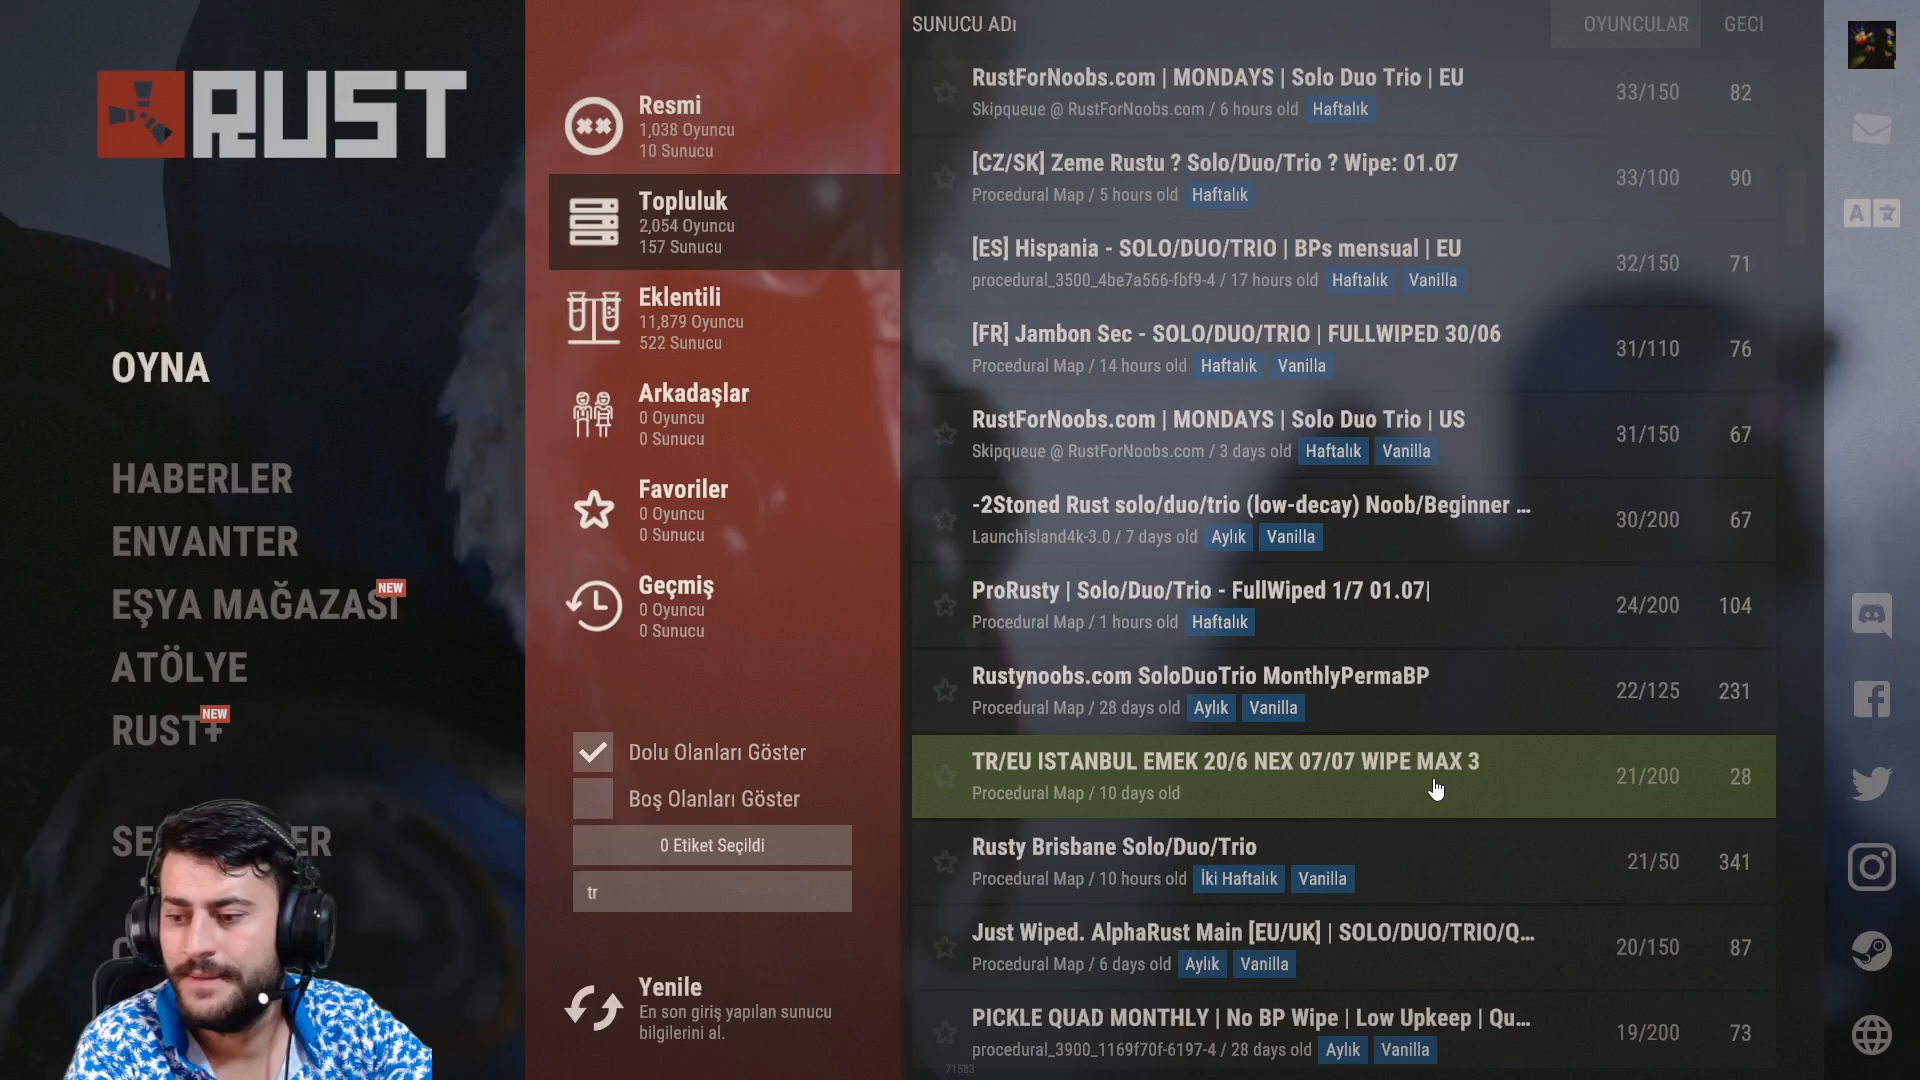 RUST
OYNA
HABERLER
ENVANTER
EŞYA MAĞAZASI
NEW
ATÖLYE
RUST+
NEW
Resmi
1,038 Oyuncu
10 Sunucu
Topluluk
2,054 Oyuncu
157 Sunucu
Eklentili
11,879 Oyuncu
522 Sunucu
Arkadaşlar
0 Oyuncu
0 Sunucu
Favoriler
0 Oyuncu
0 Sunucu
Geçmiş
0 Oyuncu
0 Sunucu
Dolu Olanları Göster
Boş Olanları Göster
0 Etiket Seçildi
tr
Yenile
En son giriş yapılan sunucu
bilgilerini al.
SUNUCU ADı OYUNCULAR GECI
RustForNoobs.com | MONDAYS | Solo Duo Trio | EU 33/150 82
Skipqueue @ RustForNoobs.com / 6 hours old Haftalık
[CZ/SK] Zeme Rustu ? Solo/Duo/Trio ? Wipe: 01.07 33/100 90
Procedural Map / 5 hours old Haftalık
[ES] Hispania - SOLO/DUO/TRIO | BPs mensual | EU 32/150 71
procedural_3500_4be7a566-fbf9-4 / 17 hours old Haftalık Vanilla
[FR] Jambon Sec - SOLO/DUO/TRIO | FULLWIPED 30/06 31/110 76
Procedural Map / 14 hours old Haftalık Vanilla
RustForNoobs.com | MONDAYS | Solo Duo Trio | US 31/150 67
Skipqueue @ RustForNoobs.com / 3 days old Haftalık Vanilla
-2Stoned Rust solo/duo/trio (low-decay) Noob/Beginner ... 30/200 67
LaunchIsland4k-3.0 / 7 days old Aylık Vanilla
ProRusty | Solo/Duo/Trio - FullWiped 1/7 01.07| 24/200 104
Procedural Map / 1 hours old Haftalık
Rustynoobs.com SoloDuoTrio MonthlyPermaBP 22/125 231
Procedural Map / 28 days old Aylık Vanilla
TR/EU ISTANBUL EMEK 20/6 NEX 07/07 WIPE MAX 3 21/200 28
Procedural Map / 10 days old
Rusty Brisbane Solo/Duo/Trio 21/50 341
Procedural Map / 10 hours old İki Haftalık Vanilla
Just Wiped. AlphaRust Main [EU/UK] | SOLO/DUO/TRIO/Q... 20/150 87
Procedural Map / 6 days old Aylık Vanilla
PICKLE QUAD MONTHLY | No BP Wipe | Low Upkeep | Qu... 19/200 73
procedural_3900_1169f70f-6197-4 / 28 days old Aylık Vanilla
71583